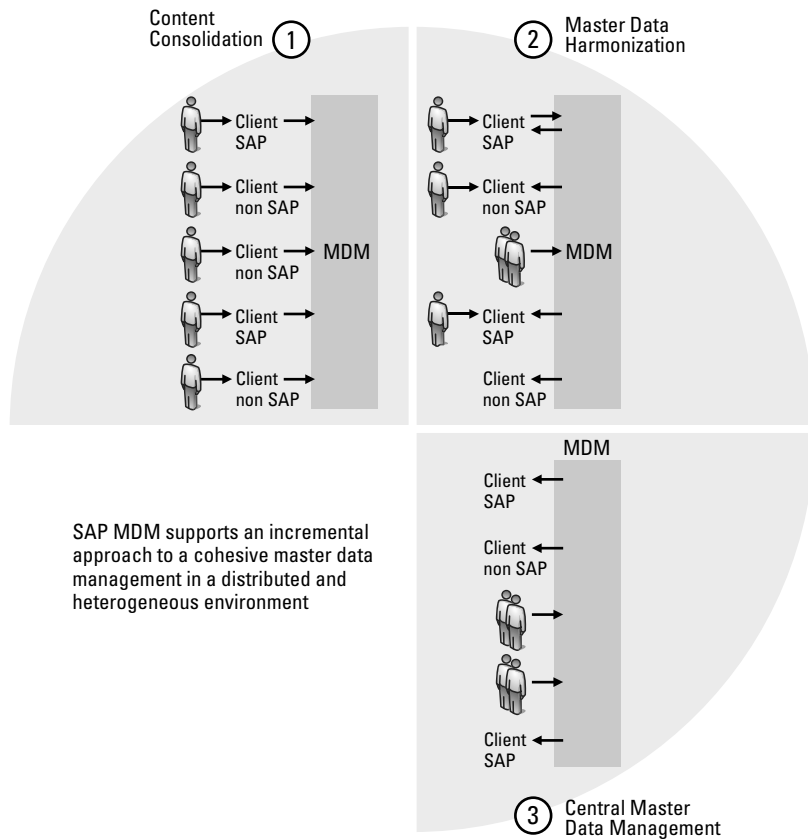 Content
Consolidation 1
Client
SAP
Client
non SAP
Client
non SAP
MDM
Client
SAP
Client
non SAP
2 Master Data
Harmonization
Client
SAP
Client
non SAP
MDM
Client
SAP
Client
non SAP
SAP MDM supports an incremental
approach to a cohesive master data
management in a distributed and
heterogeneous environment
MDM
Client
SAP
Client
non SAP
Client
SAP
3 Central Master
Data Management